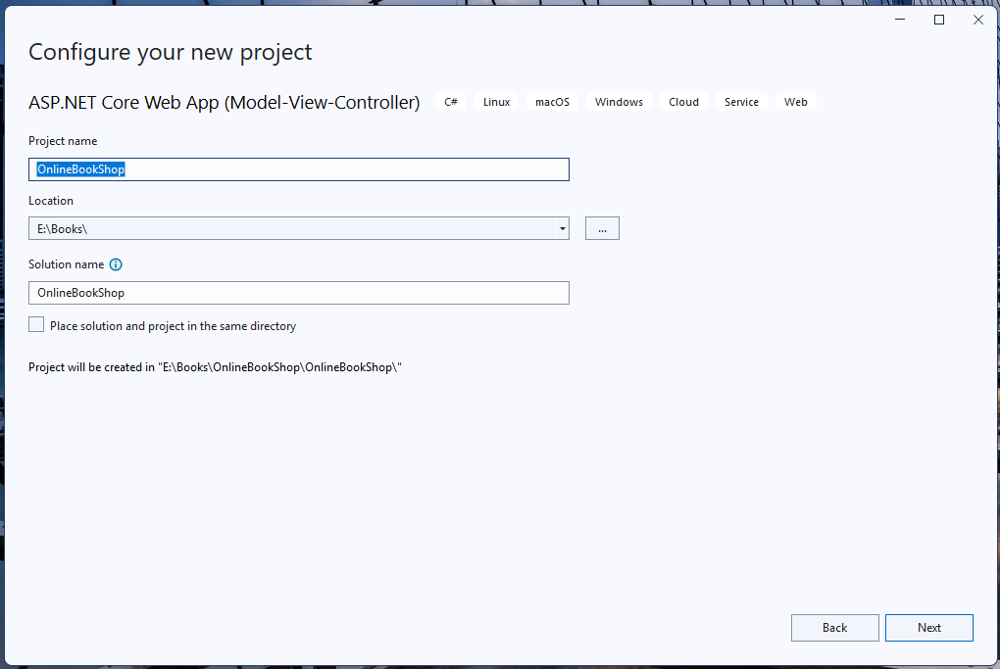 Configure your new project
ASP.NET Core Web App (Model-View-Controller) C# Linux macOS Windows Cloud Service Web
Project name
OnlineBookShop
Location
E:\Books\
...
Solution name
OnlineBookShop
Place solution and project in the same directory
Project will be created in "E:\Books\OnlineBookShop\OnlineBookShop\"
Back Next